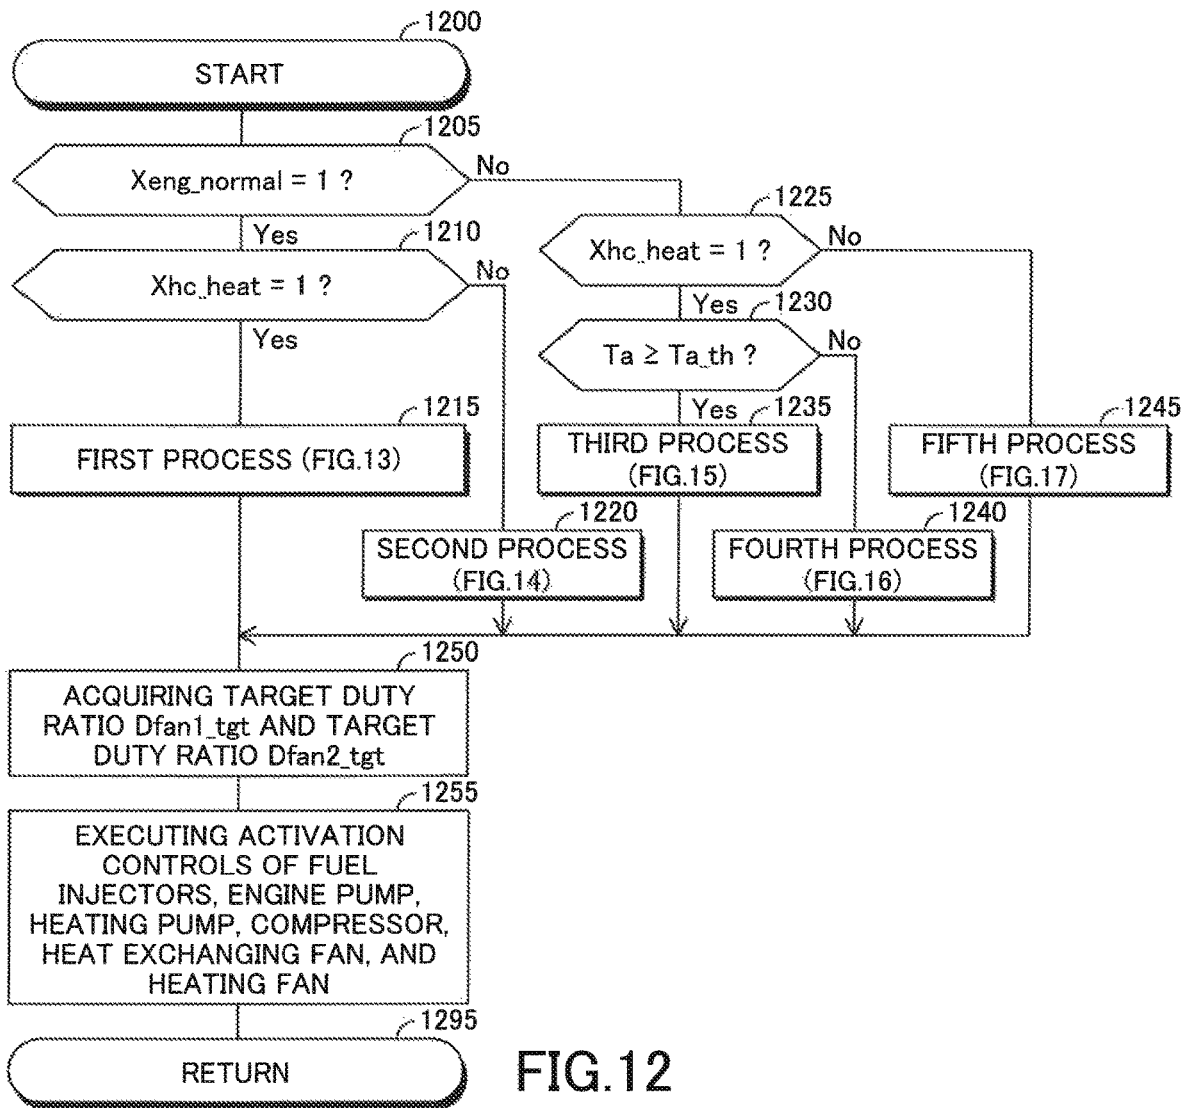 1200
START
1205
Xeng_normal = 1 ?
No
Yes
1210
Xhc_heat = 1 ?
No
Yes
1215
FIRST PROCESS (FIG.13)
1220
SECOND PROCESS
(FIG.14)
1225
Xhc_heat = 1 ?
No
Yes
1230
Ta ≥ Ta_th ?
No
Yes
1235
THIRD PROCESS
(FIG.15)
1240
FOURTH PROCESS
(FIG.16)
1245
FIFTH PROCESS
(FIG.17)
1250
ACQUIRING TARGET DUTY
RATIO Dfan1_tgt AND TARGET
DUTY RATIO Dfan2_tgt
1255
EXECUTING ACTIVATION
CONTROLS OF FUEL
INJECTORS, ENGINE PUMP,
HEATING PUMP, COMPRESSOR,
HEAT EXCHANGING FAN, AND
HEATING FAN
1295
RETURN
FIG.12